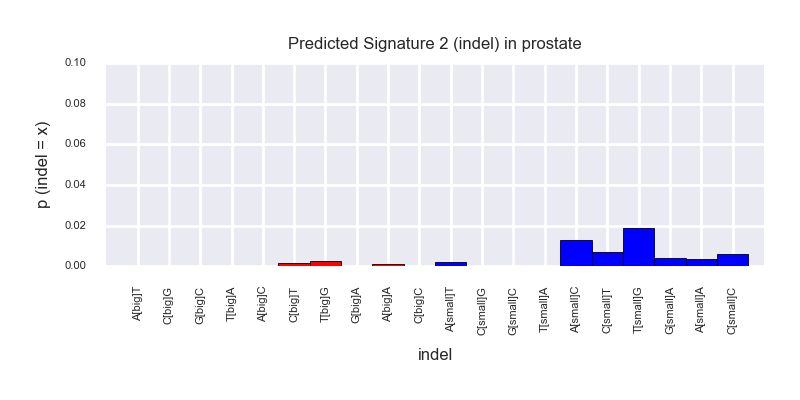 Predicted Signature 2 (indel) in prostate
p (indel = x)
0.10
0.08
0.06
0.04
0.02
0.00
A[big]T
C[big]G
G[big]C
T[big]A
A[big]C
C[big]T
T[big]G
G[big]A
A[big]A
C[big]C
A[small]T
C[small]G
G[small]C
T[small]A
A[small]C
C[small]T
T[small]G
G[small]A
A[small]A
C[small]C
indel